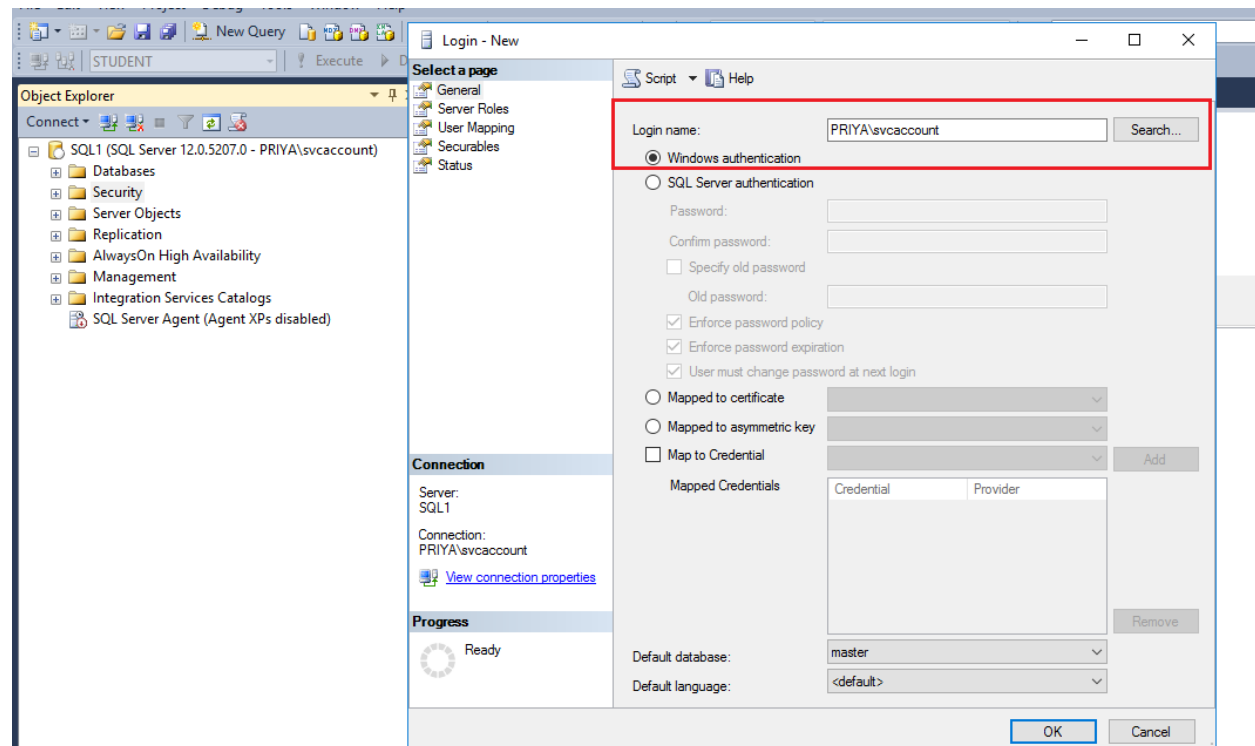 New Query
STUDENT
Execute
Object Explorer
Connect
SQL1 (SQL Server 12.0.5207.0 - PRIYA\svcaccount)
Databases
Security
Server Objects
Replication
AlwaysOn High Availability
Management
Integration Services Catalogs
SQL Server Agent (Agent XPs disabled)
Login - New
Select a page
General
Server Roles
User Mapping
Securables
Status
Connection
Server:
SQL1
Connection:
PRIYA\svcaccount
View connection properties
Progress
Ready
Script Help
Login name: PRIYA\svcaccount Search...
Windows authentication
SQL Server authentication
Password:
Confirm password:
Specify old password
Old password:
Enforce password policy
Enforce password expiration
User must change password at next login
Mapped to certificate
Mapped to asymmetric key
Map to Credential Add
Mapped Credentials Credential Provider
Remove
Default database: master
Default language: <default>
OK Cancel